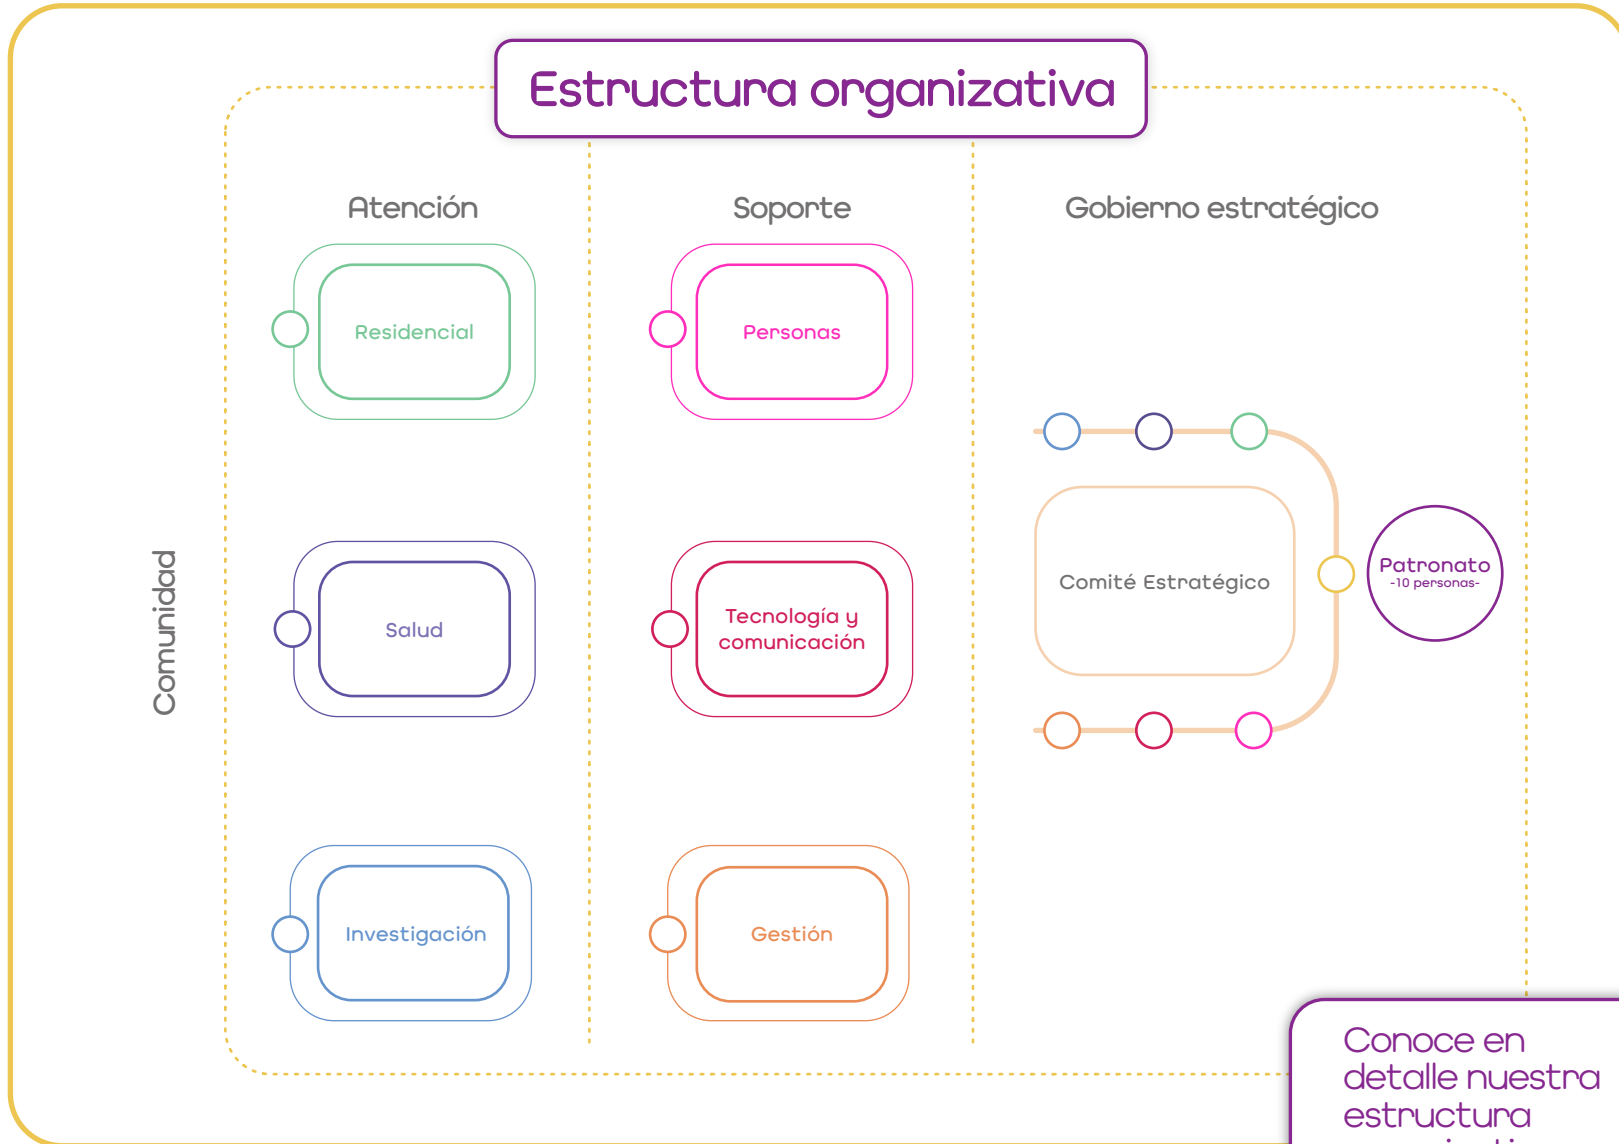 Estructura organizativa
Atención
Soporte
Gobierno estratégico
Residencial
Personas
Comunidad
Salud
Tecnología y
comunicación
Comité Estratégico
Patronato
-10 personas-
Investigación
Gestión
Conoce en
detalle nuestra
estructura